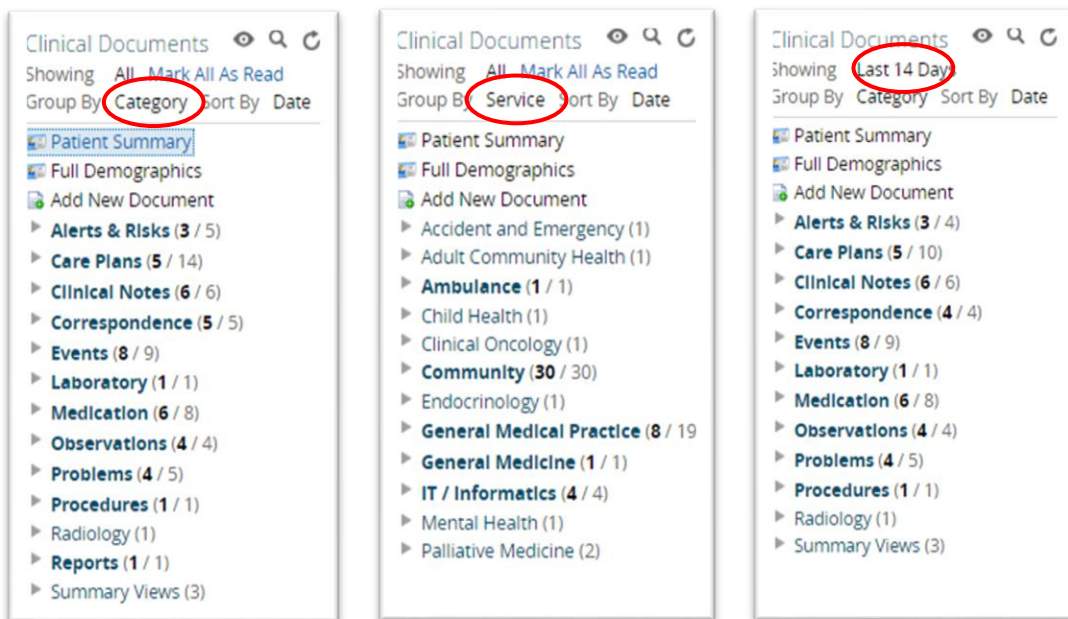 Clinical Documents
Showing All Mark All As Read
Group By Category Sort By Date
Patient Summary
Full Demographics
Add New Document
Alerts & Risks (3 / 5)
Care Plans (5 / 14)
Clinical Notes (6 / 6)
Correspondence (5 / 5)
Events (8 / 9)
Laboratory (1 / 1)
Medication (6 / 8)
Observations (4 / 4)
Problems (4 / 5)
Procedures (1 / 1)
Radiology (1)
Reports (1 / 1)
Summary Views (3)
Clinical Documents
Showing All Mark All As Read
Group By Service Sort By Date
Patient Summary
Full Demographics
Add New Document
Accident and Emergency (1)
Adult Community Health (1)
Ambulance (1 / 1)
Child Health (1)
Clinical Oncology (1)
Community (30 / 30)
Endocrinology (1)
General Medical Practice (8 / 19
General Medicine (1 / 1)
IT / Informatics (4 / 4)
Mental Health (1)
Palliative Medicine (2)
Clinical Documents
Showing Last 14 Days
Group By Category Sort By Date
Patient Summary
Full Demographics
Add New Document
Alerts & Risks (3 / 4)
Care Plans (5 / 10)
Clinical Notes (6 / 6)
Correspondence (4 / 4)
Events (8 / 9)
Laboratory (1 / 1)
Medication (6 / 8)
Observations (4 / 4)
Problems (4 / 5)
Procedures (1 / 1)
Radiology (1)
Summary Views (3)